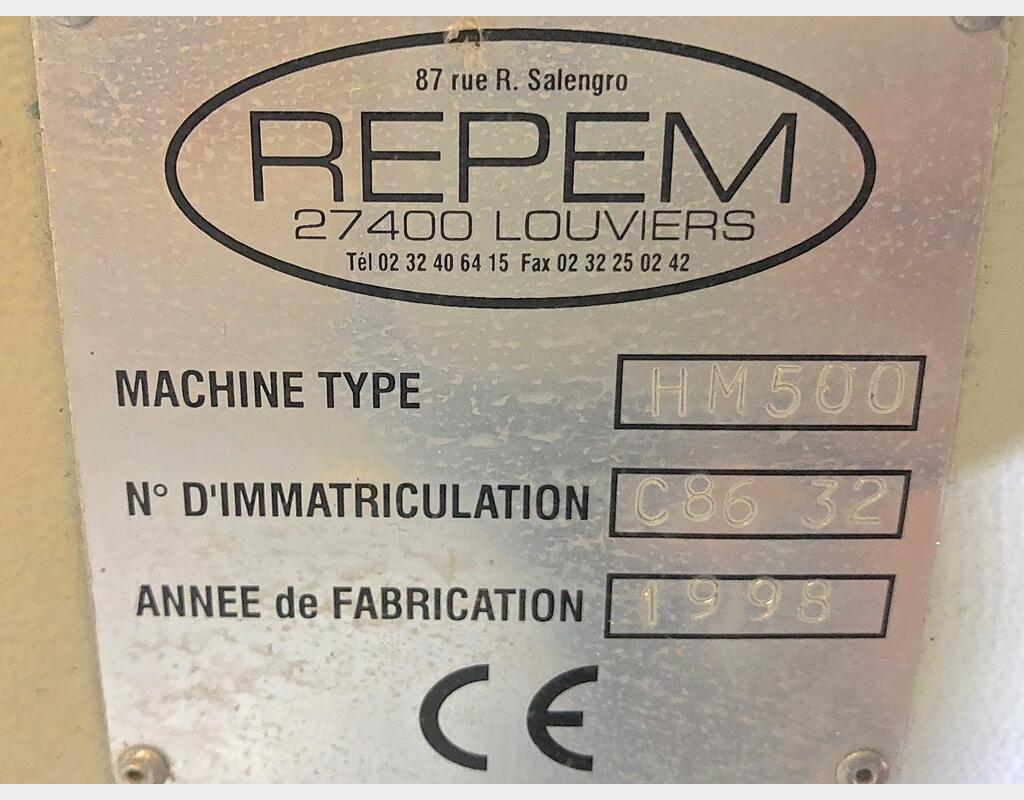 87 rue R. Salengro
REPEM
27400 LOUVIERS
Tél 02 32 40 64 15 Fax 02 32 25 02 42
MACHINE TYPE HM500
N° D'IMMATRICULATION C86 32
ANNEE de FABRICATION 1998
CE